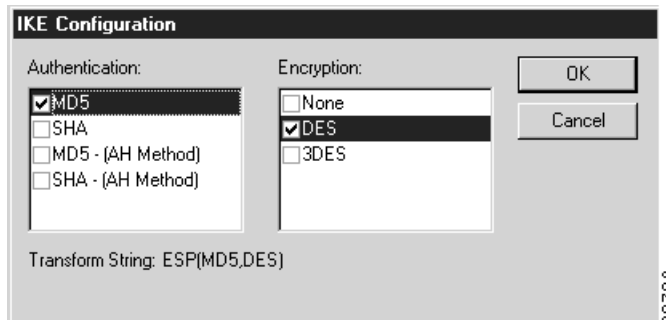 IKE Configuration
Authentication:
MD5
SHA
MD5 - (AH Method)
SHA - (AH Method)
Encryption:
None
DES
3DES
OK
Cancel
Transform String: ESP(MD5,DES)